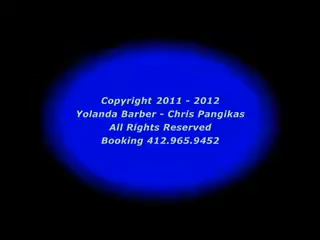 Copyright 2011 - 2012
Yolanda Barber - Chris Pangikas
All Rights Reserved
Booking 412.965.9452